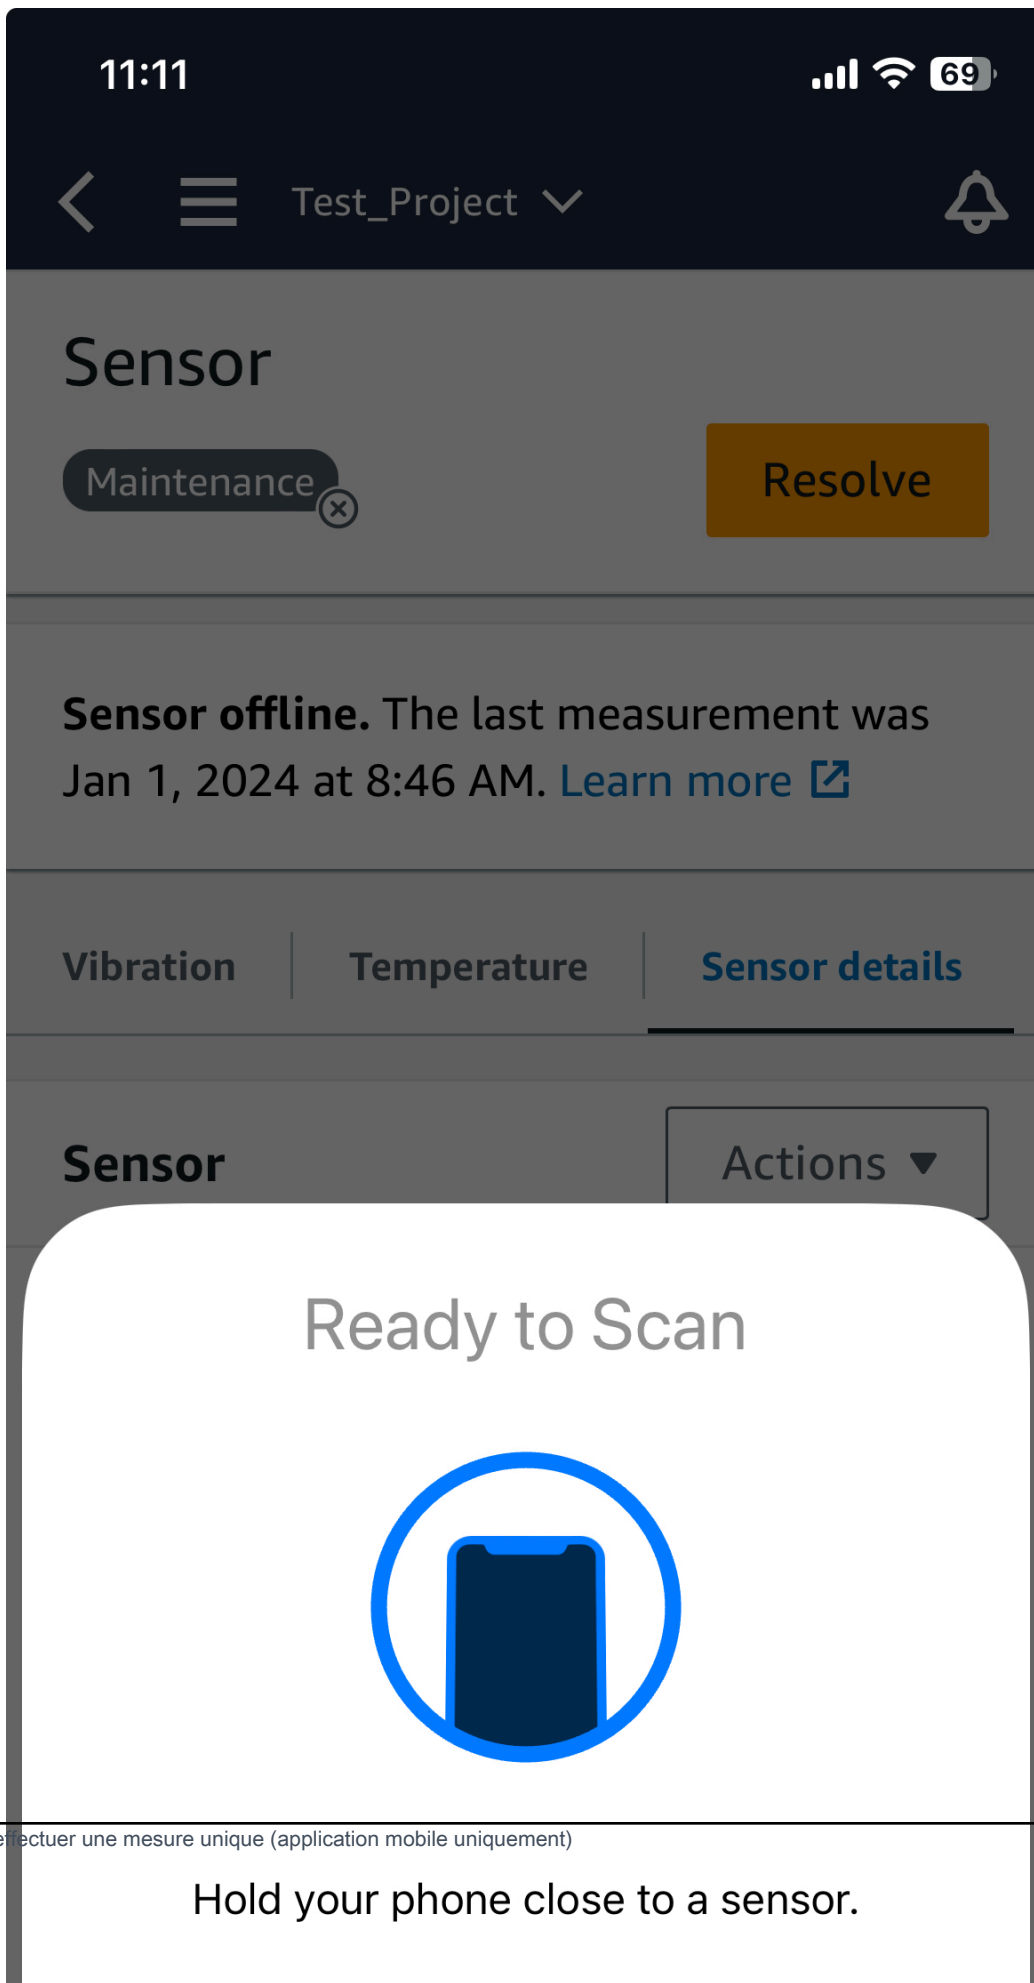 11:11
69
Test_Project
Sensor
Maintenance
Resolve
Sensor offline. The last measurement was
Jan 1, 2024 at 8:46 AM. Learn more
Vibration
Temperature
Sensor details
Sensor
Actions
Ready to Scan
effectuer une mesure unique (application mobile uniquement)
Hold your phone close to a sensor.